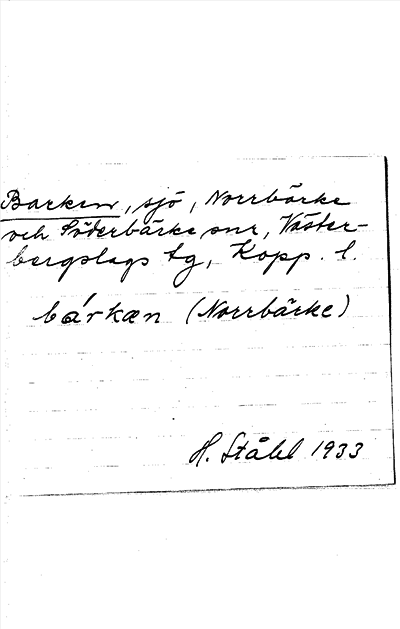 Barken, sjö, Norrbärke
och Söderbärke snr, Väster-
bergslags tg, Kopp. l.
bárkæn (Norrbärke)
H. Ståhl 1933